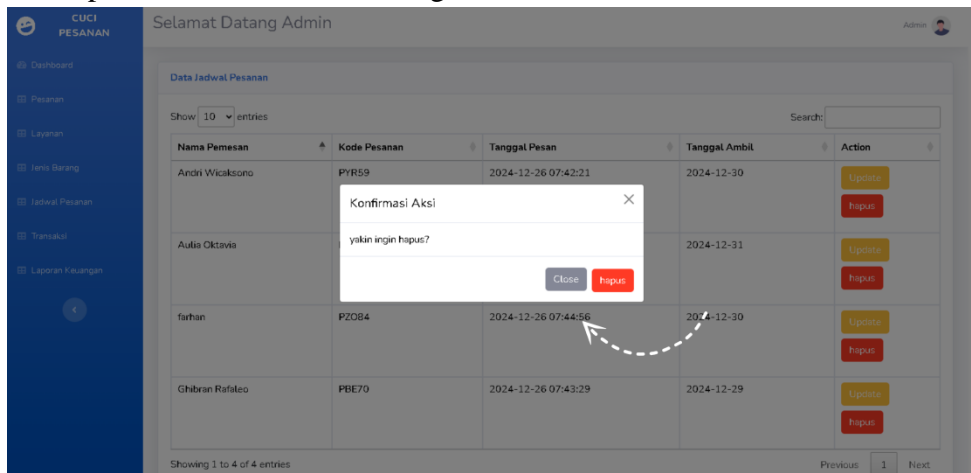 CUCI
PESANAN
Selamat Datang Admin
Admin
Dashboard
Pesanan
Layanan
Jenis Barang
Jadwal Pesanan
Transaksi
Laporan Keuangan
Data Jadwal Pesanan
Show 10 entries
Search:
Nama Pemesan Kode Pesanan Tanggal Pesan Tanggal Ambil Action
Andri Wicaksono PYR59 2024-12-26 07:42:21 2024-12-30 Update
hapus
Konfirmasi Aksi
yakin ingin hapus?
Close hapus
Aulia Oktavia 2024-12-31 Update
hapus
farhan PZO84 2024-12-26 07:44:56 2024-12-30 Update
hapus
Ghibran Rafaleo PBE70 2024-12-26 07:43:29 2024-12-29 Update
hapus
Showing 1 to 4 of 4 entries
Previous 1 Next